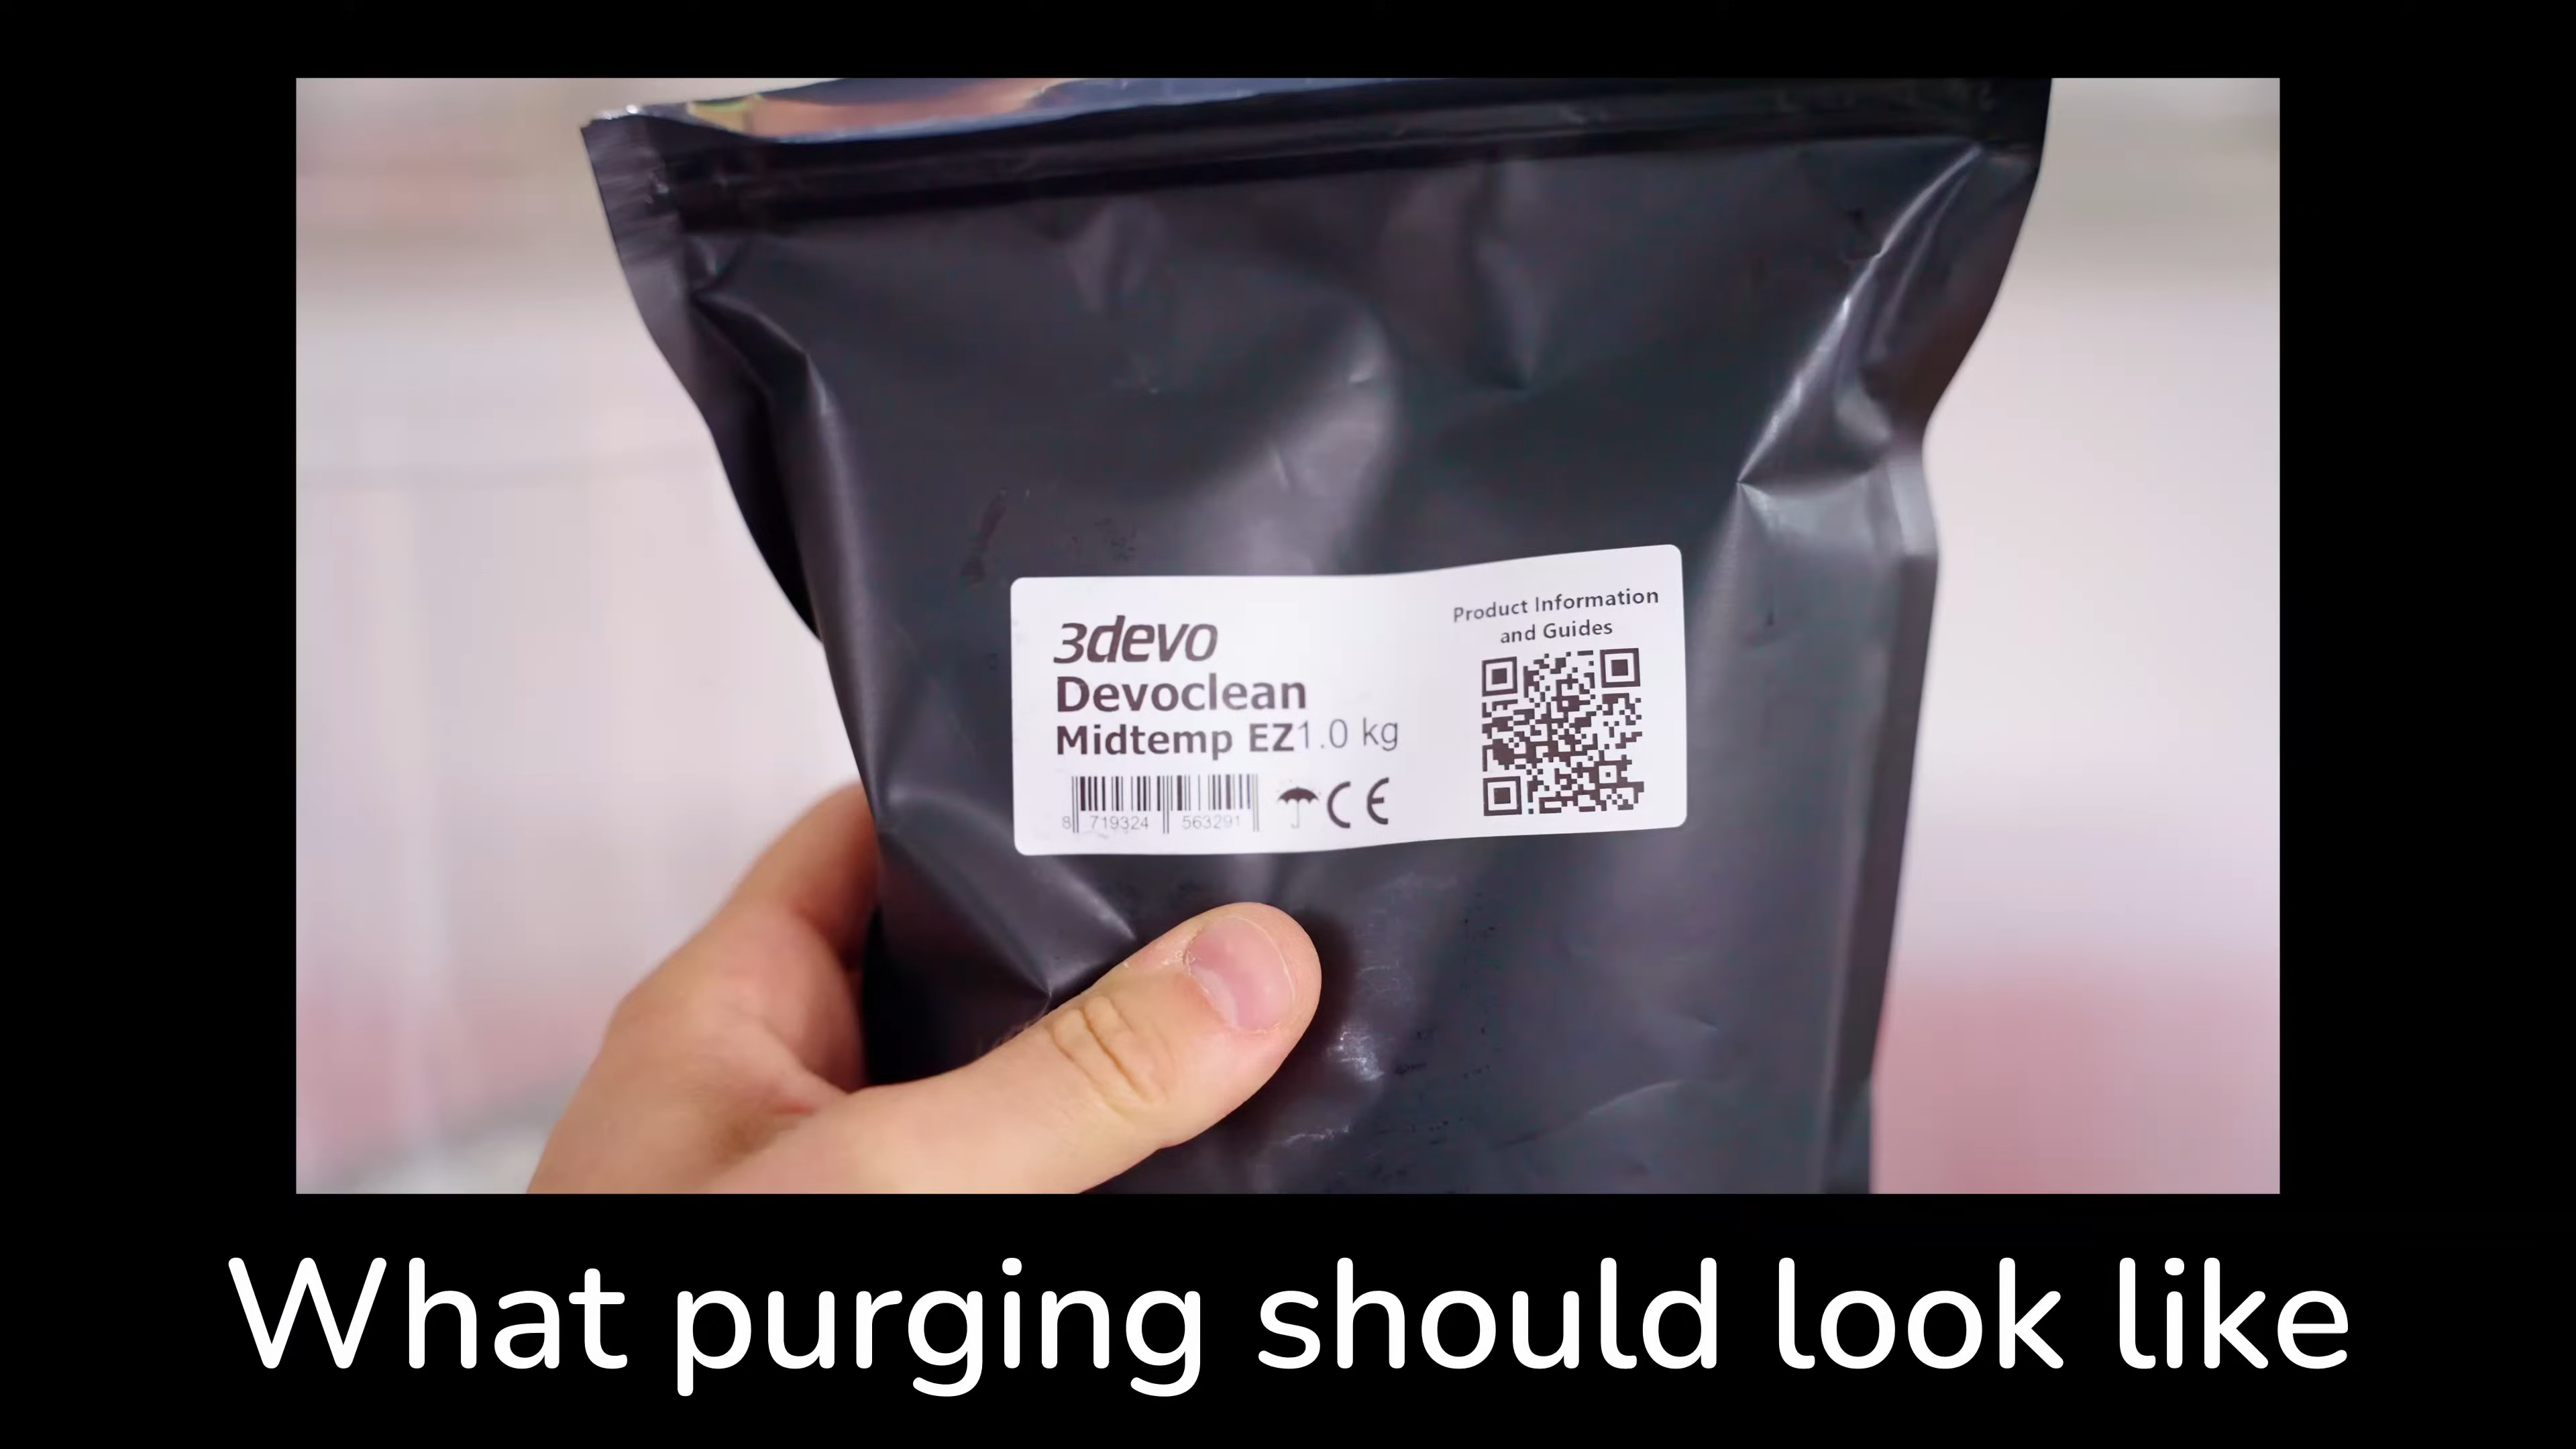 3devo
Devoclean
Midtemp EZ1.0 kg
8 719324 563291
CE
Product Information
and Guides
What purging should look like